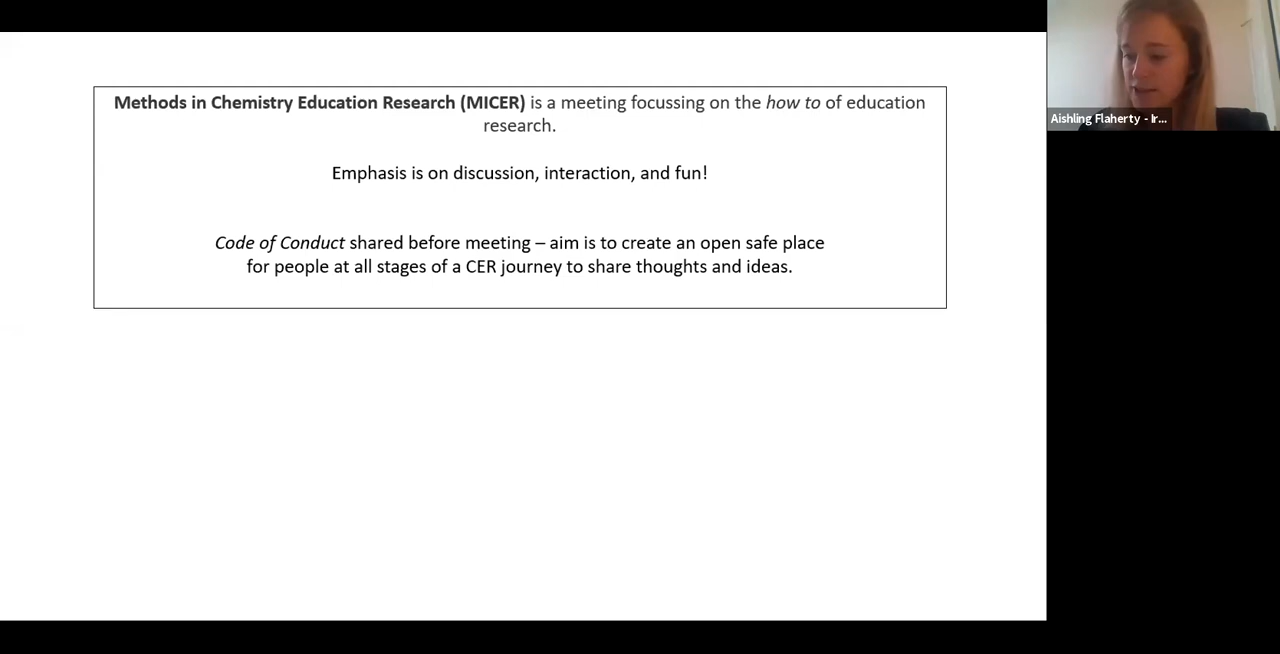 Methods in Chemistry Education Research (MICER) is a meeting focussing on the how to of education
research.
Emphasis is on discussion, interaction, and fun!
Code of Conduct shared before meeting – aim is to create an open safe place
for people at all stages of a CER journey to share thoughts and ideas.
Aishling Flaherty - Ir...